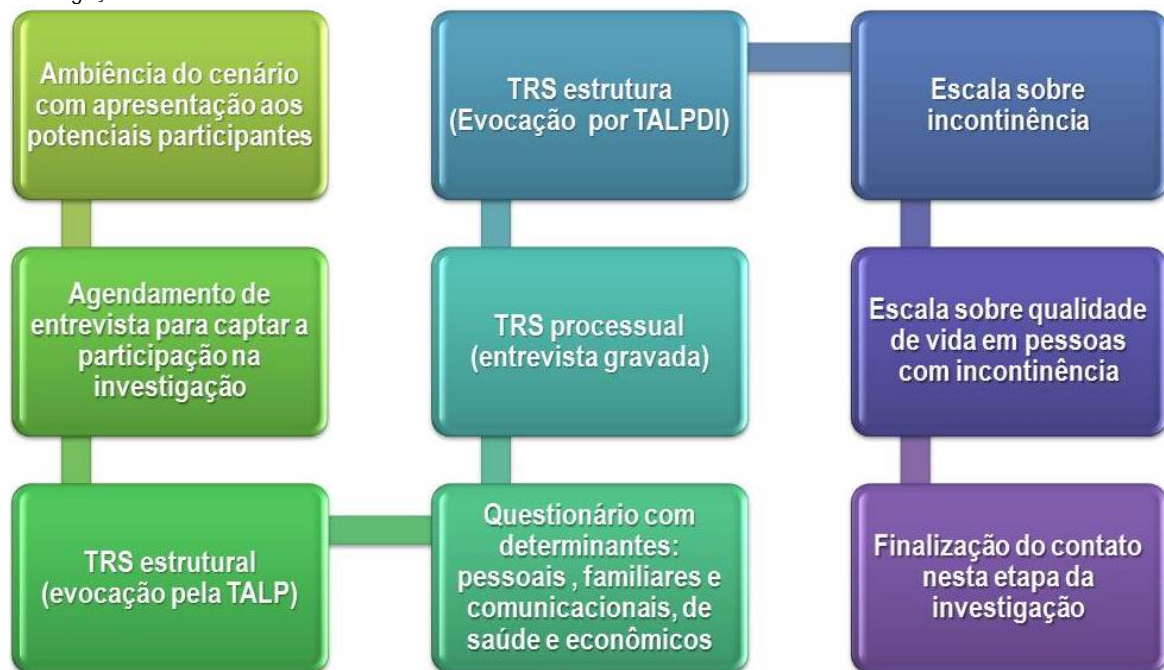 Ambiência do cenário
com apresentação aos
potenciais participantes
Agendamento de
entrevista para captar a
participação na
investigação
TRS estrutural
(evocação pela TALP)
Questionário com
determinantes:
pessoais , familiares e
comunicacionais, de
saúde e econômicos
TRS processual
(entrevista gravada)
TRS estrutura
(Evocação por TALPDI)
Escala sobre
incontinência
Escala sobre qualidade
de vida em pessoas
com incontinência
Finalização do contato
nesta etapa da
investigação